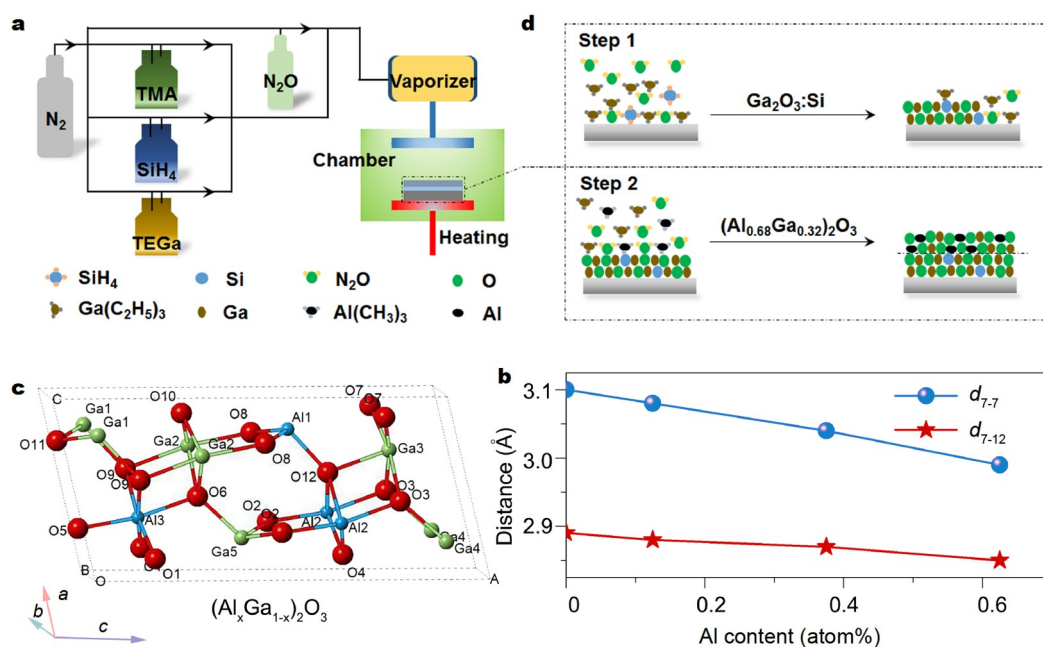 a
N2
TMA
SiH4
TEGa
N2O
Vaporizer
Chamber
Heating
SiH4
Si
N2O
O
Ga(C2H5)3
Ga
Al(CH3)3
Al
d
Step 1
Ga2O3:Si
Step 2
(Al0.68Ga0.32)2O3
c
C
O10
O7
O7
Ga1
Ga1
O8
Al1
O11
Ga2
Ga2
O8
Ga3
O9
O9
O6
O12
O3
O3
O5
Al3
O2
O2
Al2
Al2
Ga5
Ga4
Ga4
B
O
O1
O4
A
a
b
c
(AlxGa1-x)2O3
b
d7-7
d7-12
Distance (Å)
3.1
3.0
2.9
0
0.2
0.4
0.6
Al content (atom%)